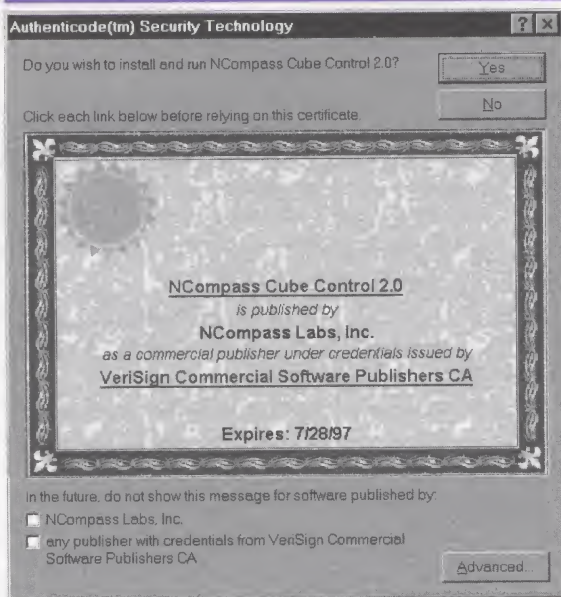 Authenticode(tm) Security Technology
Do you wish to install and run NCompass Cube Control 2.0?
Yes
No
Click each link below before relying on this certificate.
NCompass Cube Control 2.0
is published by
NCompass Labs, Inc.
as a commercial publisher under credentials issued by
VeriSign Commercial Software Publishers CA
Expires: 7/28/97
In the future, do not show this message for software published by:
NCompass Labs, Inc.
any publisher with credentials from VeriSign Commercial
Software Publishers CA
Advanced...